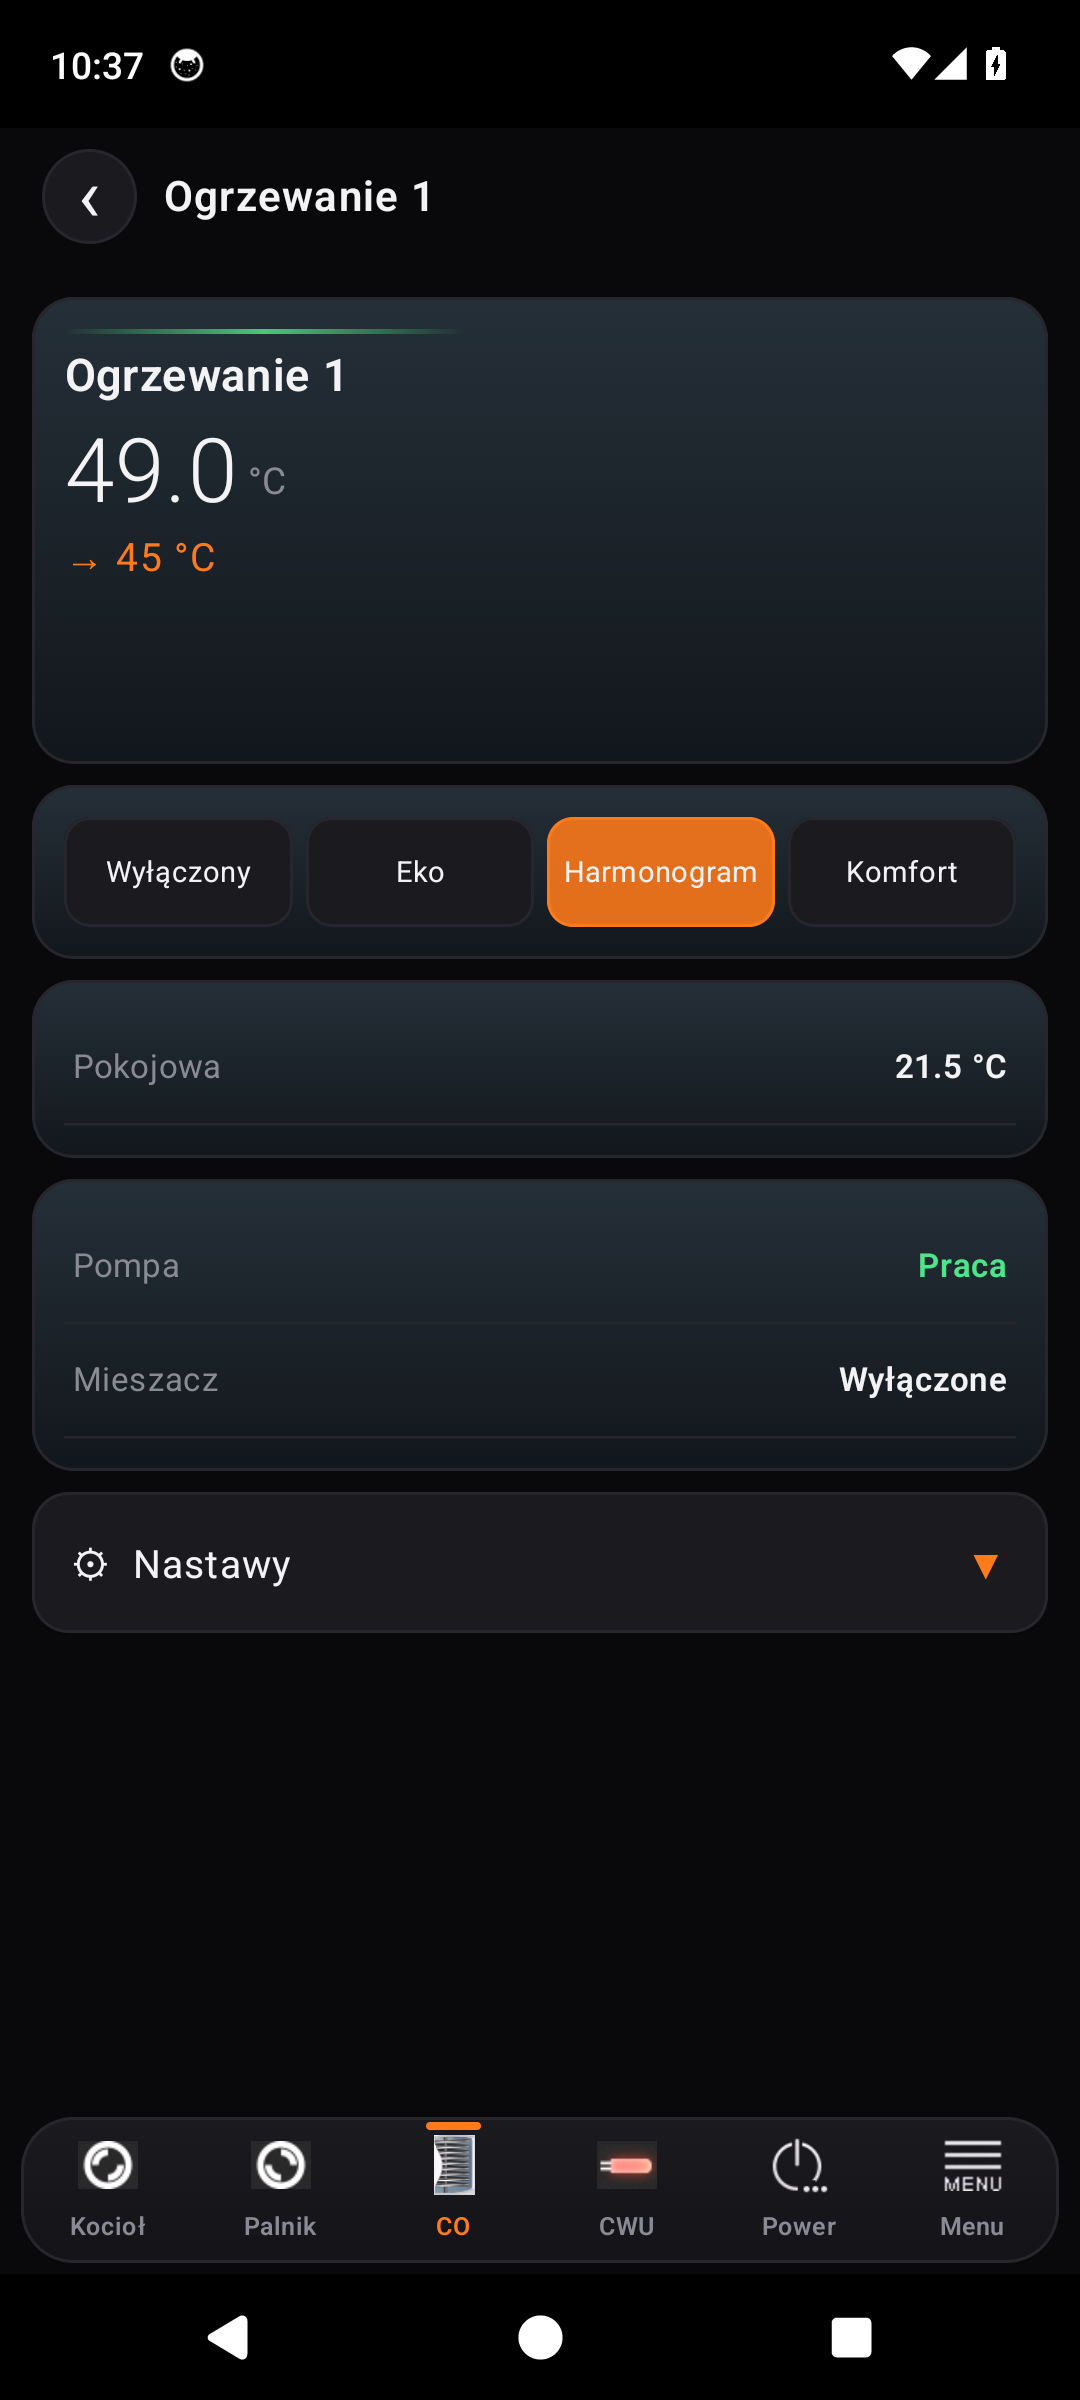 10:37
Ogrzewanie 1
Ogrzewanie 1
49.0 °C
→ 45 °C
Wyłączony Eko Harmonogram Komfort
Pokojowa 21.5 °C
Pompa Praca
Mieszacz Wyłączone
Nastawy
MENU
Kocioł Palnik CO CWU Power Menu